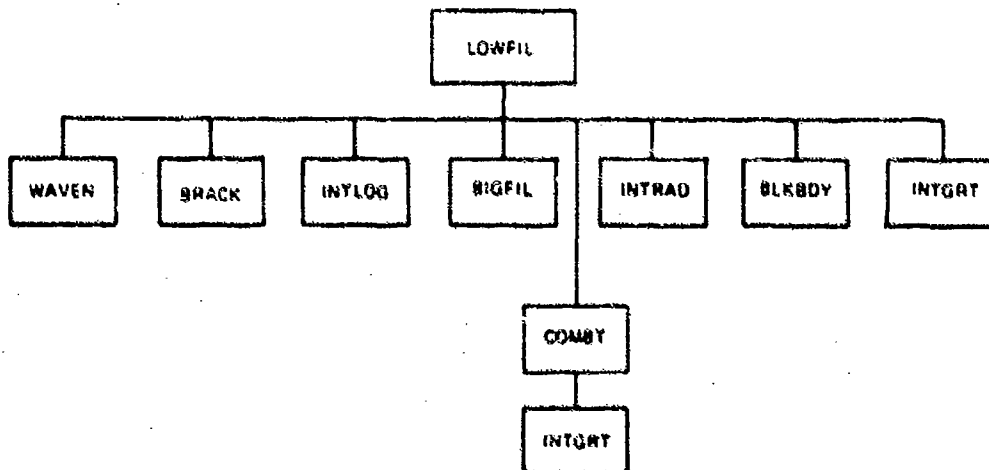 LOWFIL
WAVEN
BRACK
INTLOG
BIGFIL
INTRAD
BLKBDY
INTGRT
COMBT
INTGRT